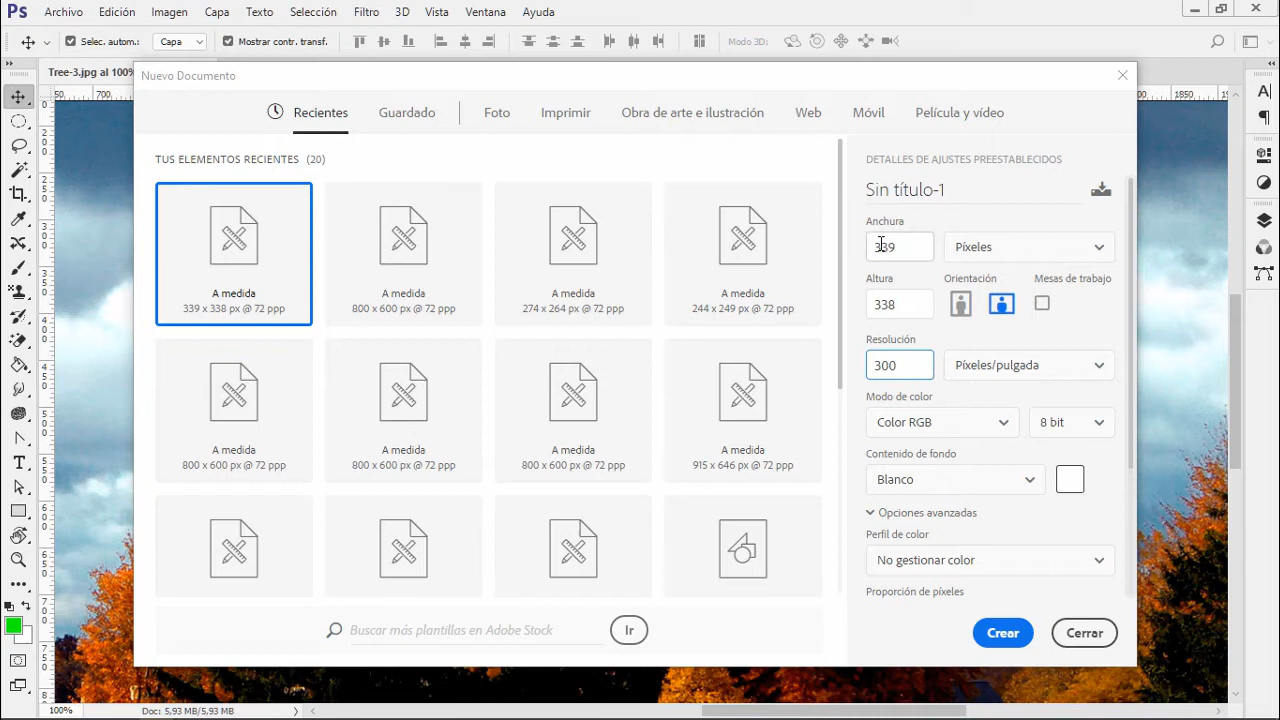 Ps Archivo Edición Imagen Capa Texto Selección Filtro 3D Vista Ventana Ayuda
Selec. autom.: Capa Mostrar contr. transf. Modo 3D:
Tree-3.jpg al 100%
Nuevo Documento
50 700 1850 1900
Recientes Guardado Foto Imprimir Obra de arte e ilustración Web Móvil Película y vídeo
TUS ELEMENTOS RECIENTES (20)
DETALLES DE AJUSTES PREESTABLECIDOS
Sin título-1
Anchura
339 Píxeles
Altura Orientación Mesas de trabajo
338
Resolución
300 Píxeles/pulgada
Modo de color
Color RGB 8 bit
Contenido de fondo
Blanco
Opciones avanzadas
Perfil de color
No gestionar color
Proporción de píxeles
Crear Cerrar
A medida
339 x 338 px @ 72 ppp
A medida
800 x 600 px @ 72 ppp
A medida
274 x 264 px @ 72 ppp
A medida
244 x 249 px @ 72 ppp
A medida
800 x 600 px @ 72 ppp
A medida
800 x 600 px @ 72 ppp
A medida
800 x 600 px @ 72 ppp
A medida
915 x 646 px @ 72 ppp
Buscar más plantillas en Adobe Stock Ir
100% Doc: 5,93 MB/5,93 MB